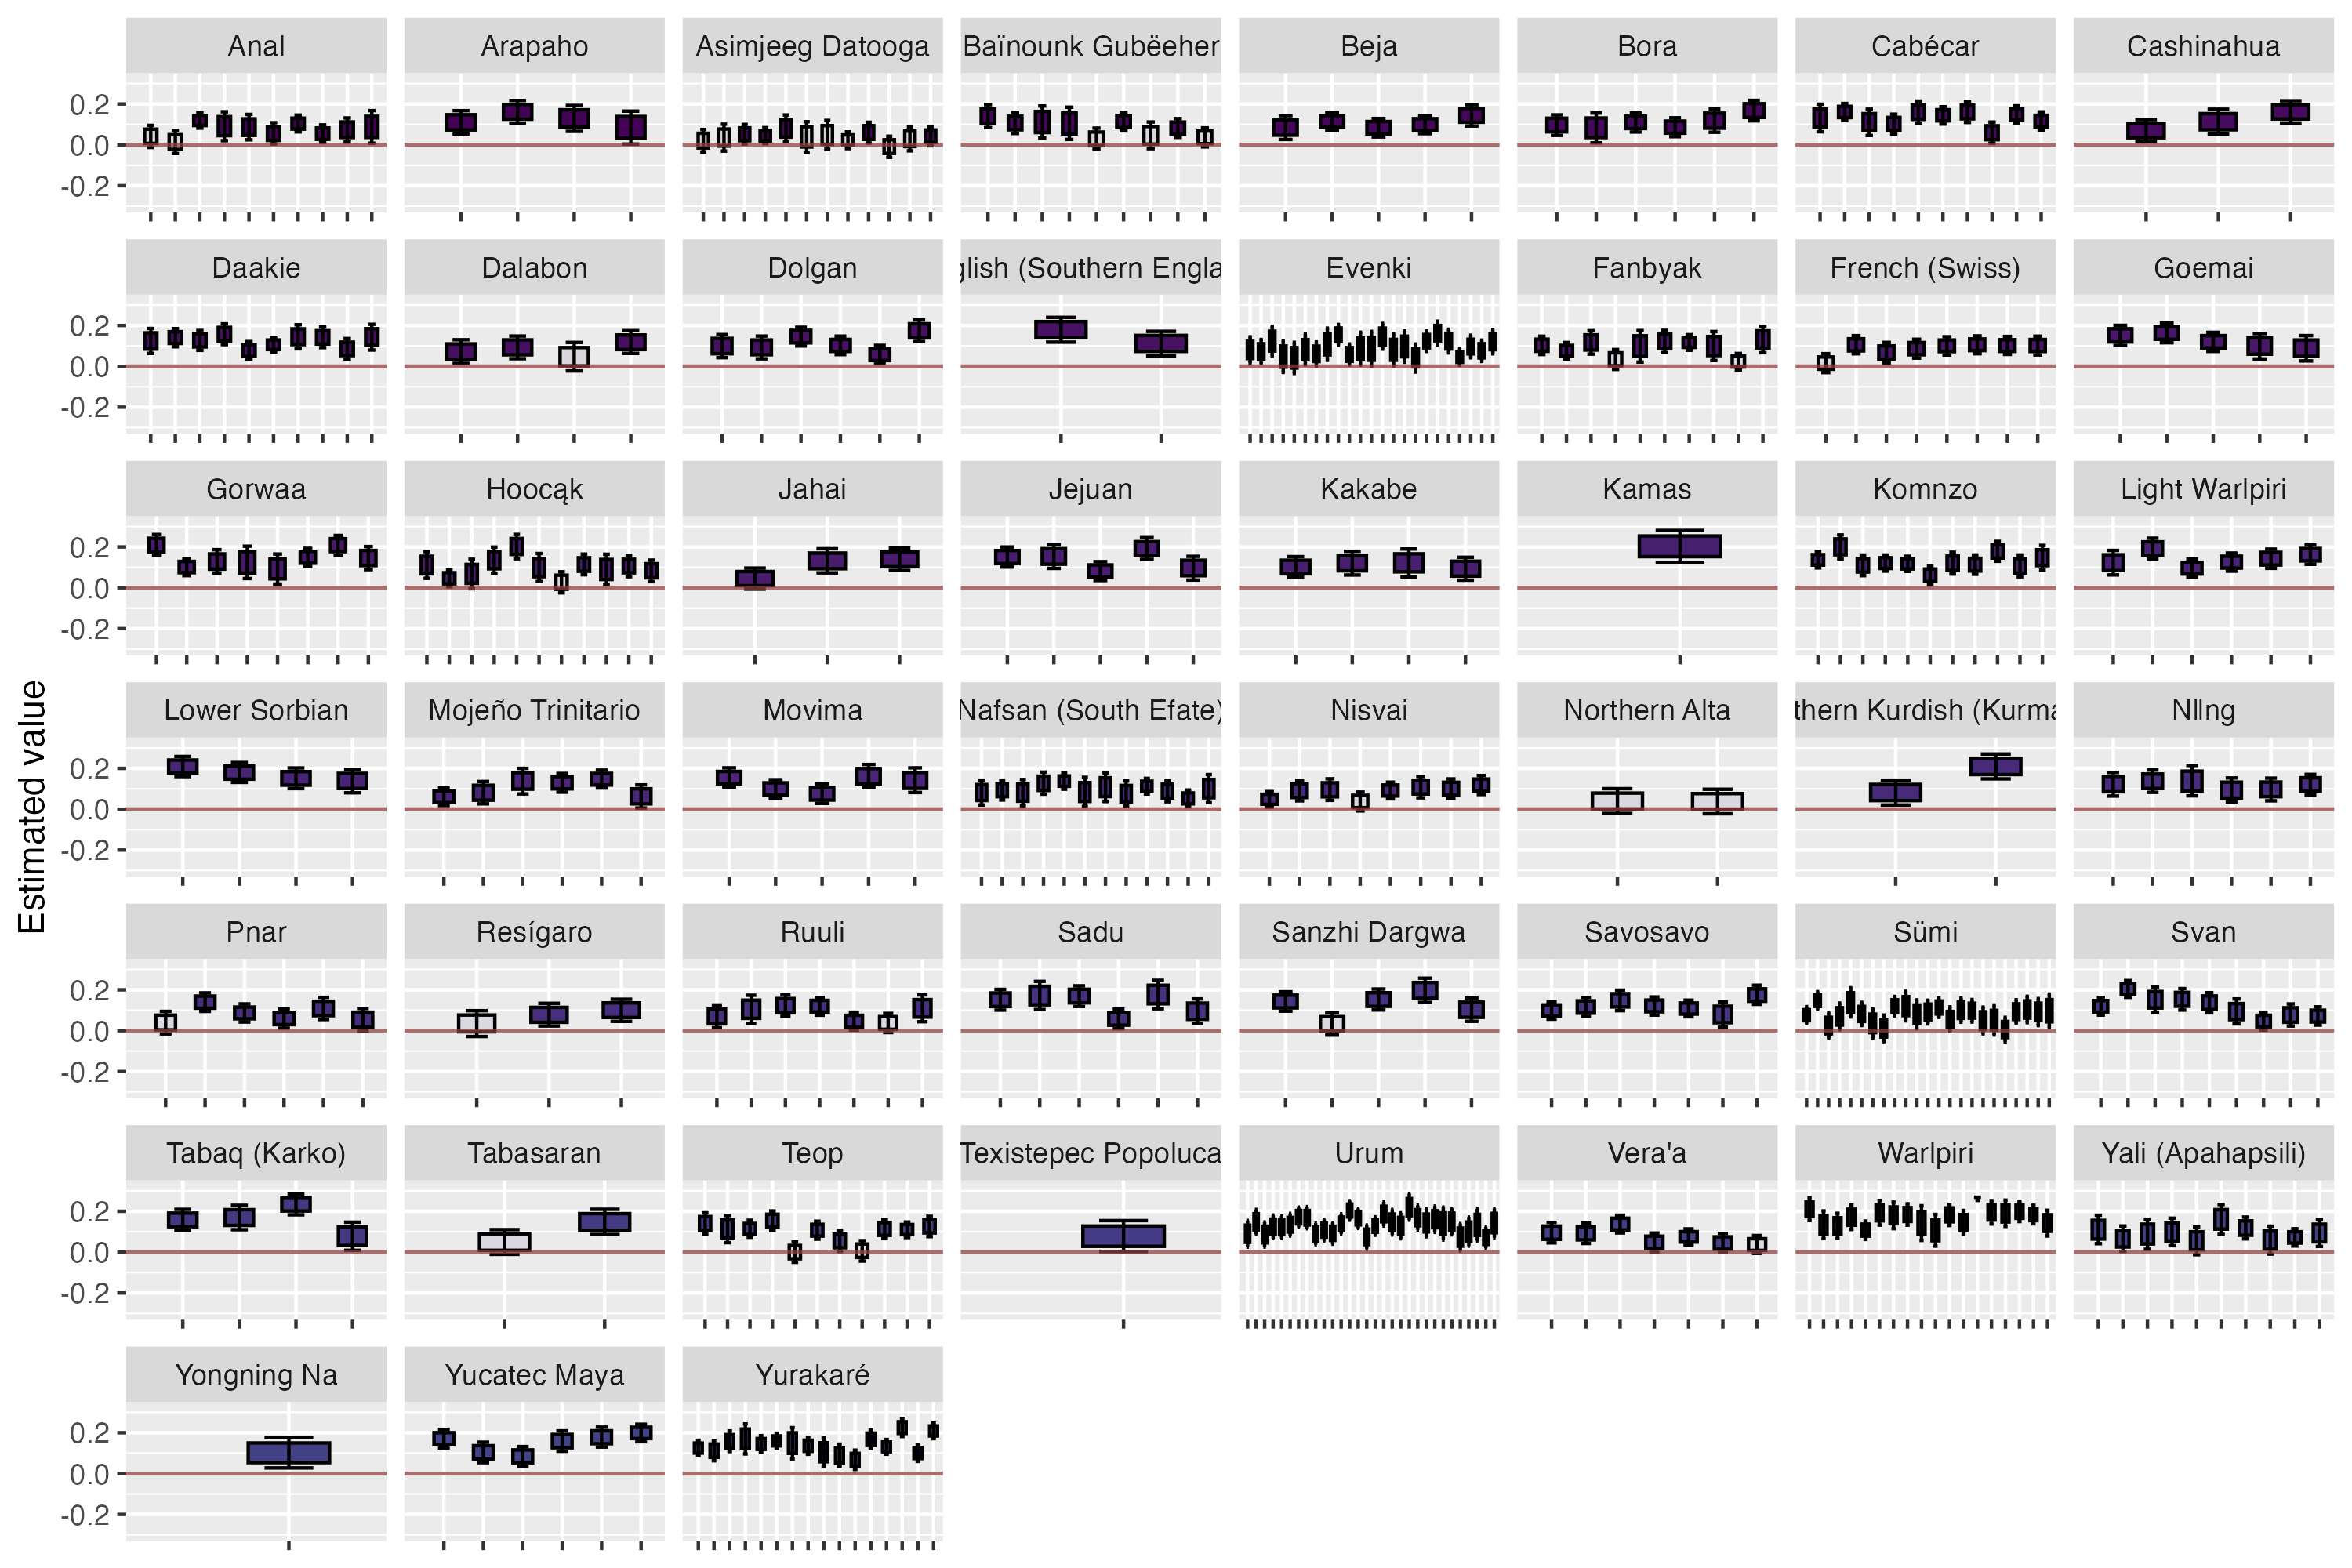 Anal Arapaho Asimjeeg Datooga Baïnounk Gubëeher Beja Bora Cabécar Cashinahua
0.2
0.0
-0.2
Daakie Dalabon Dolgan glish (Southern Engla Evenki Fanbyak French (Swiss) Goemai
0.2
0.0
-0.2
Gorwaa Hoocąk Jahai Jejuan Kakabe Kamas Komnzo Light Warlpiri
0.2
0.0
-0.2
Lower Sorbian Mojeño Trinitario Movima Nafsan (South Efate) Nisvai Northern Alta thern Kurdish (Kurma Nllng
0.2
0.0
-0.2
Estimated value
Pnar Resígaro Ruuli Sadu Sanzhi Dargwa Savosavo Sümi Svan
0.2
0.0
-0.2
Tabaq (Karko) Tabasaran Teop Texistepec Popoluca Urum Vera'a Warlpiri Yali (Apahapsili)
0.2
0.0
-0.2
Yongning Na Yucatec Maya Yurakaré
0.2
0.0
-0.2